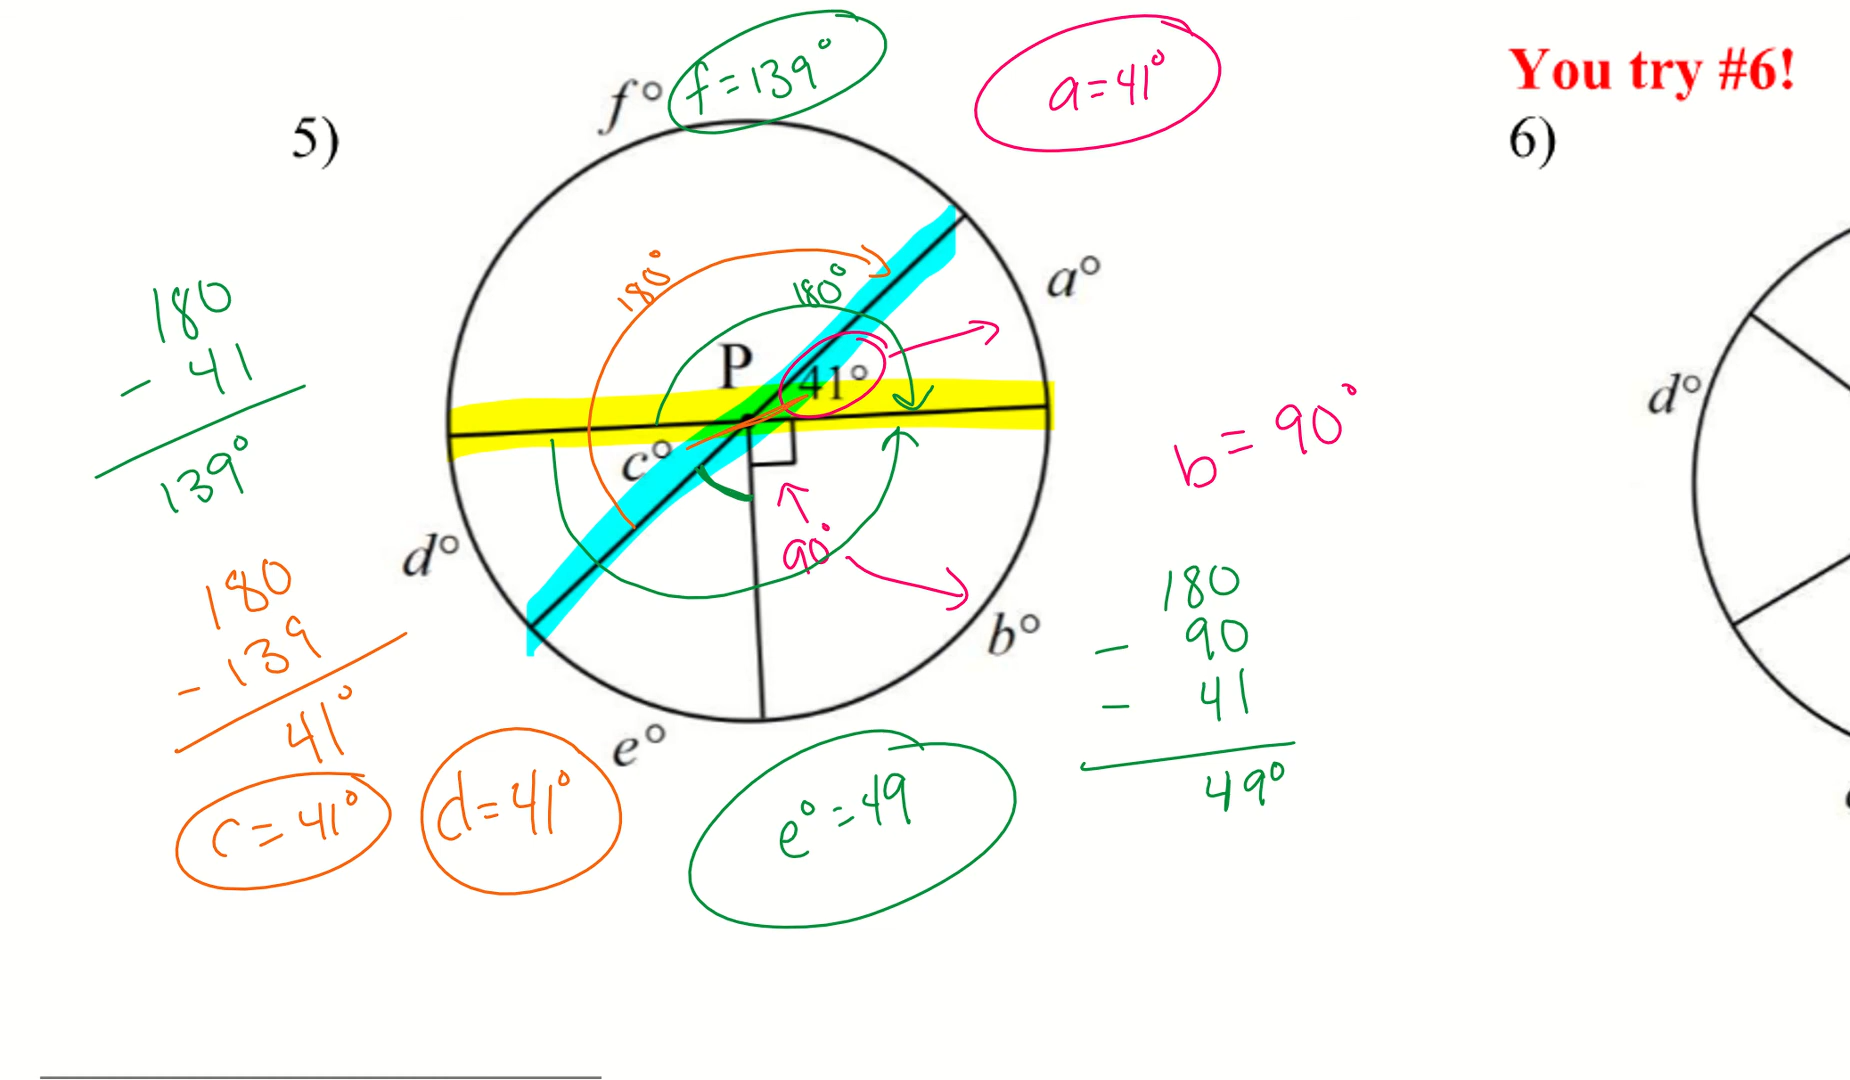 You try #6!
5)
6)
f°
f=139°
a=41°
a°
180°
180°
P
41°
c°
d°
90°
b°
e°
b=90°
180
- 41
139°
180
- 139
41°
c=41°
d=41°
e°=49
180
- 90
- 41
49°
d°